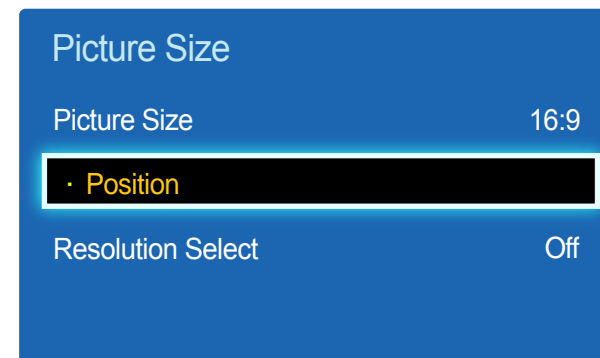 Picture Size
Picture Size 16:9
· Position
Resolution Select Off